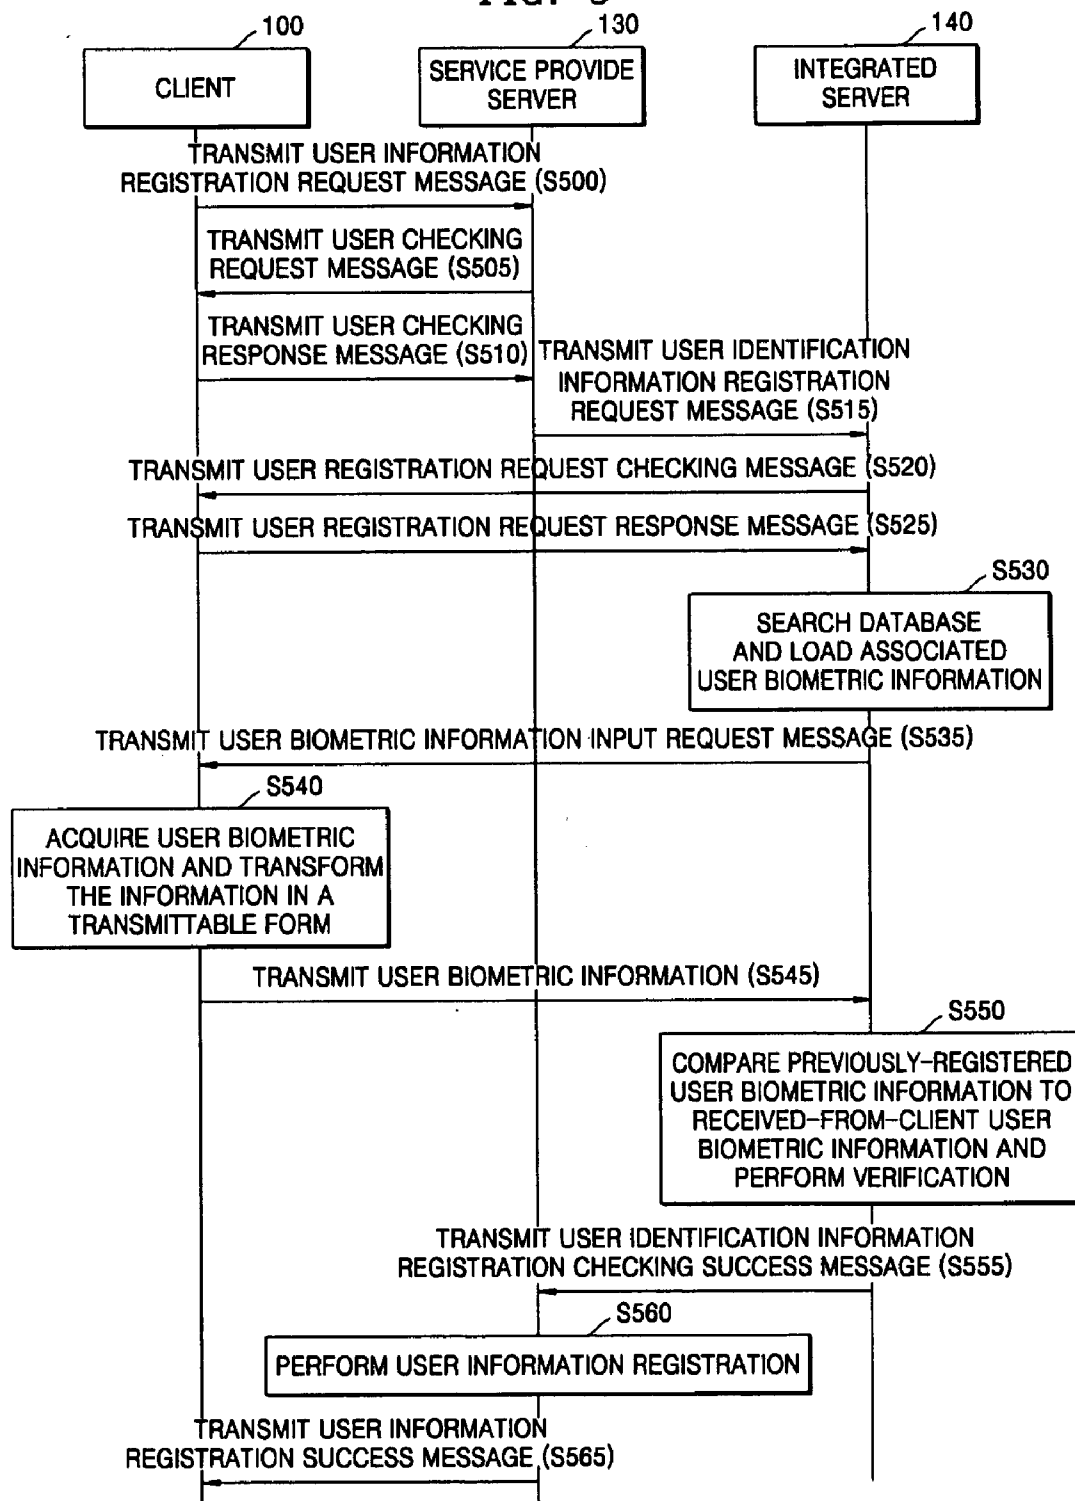 100
130
140
CLIENT
SERVICE PROVIDE
SERVER
INTEGRATED
SERVER
TRANSMIT USER INFORMATION
REGISTRATION REQUEST MESSAGE (S500)
TRANSMIT USER CHECKING
REQUEST MESSAGE (S505)
TRANSMIT USER CHECKING
RESPONSE MESSAGE (S510)
TRANSMIT USER IDENTIFICATION
INFORMATION REGISTRATION
REQUEST MESSAGE (S515)
TRANSMIT USER REGISTRATION REQUEST CHECKING MESSAGE (S520)
TRANSMIT USER REGISTRATION REQUEST RESPONSE MESSAGE (S525)
S530
SEARCH DATABASE
AND LOAD ASSOCIATED
USER BIOMETRIC INFORMATION
TRANSMIT USER BIOMETRIC INFORMATION INPUT REQUEST MESSAGE (S535)
S540
ACQUIRE USER BIOMETRIC
INFORMATION AND TRANSFORM
THE INFORMATION IN A
TRANSMITTABLE FORM
TRANSMIT USER BIOMETRIC INFORMATION (S545)
S550
COMPARE PREVIOUSLY-REGISTERED
USER BIOMETRIC INFORMATION TO
RECEIVED-FROM-CLIENT USER
BIOMETRIC INFORMATION AND
PERFORM VERIFICATION
TRANSMIT USER IDENTIFICATION INFORMATION
REGISTRATION CHECKING SUCCESS MESSAGE (S555)
S560
PERFORM USER INFORMATION REGISTRATION
TRANSMIT USER INFORMATION
REGISTRATION SUCCESS MESSAGE (S565)